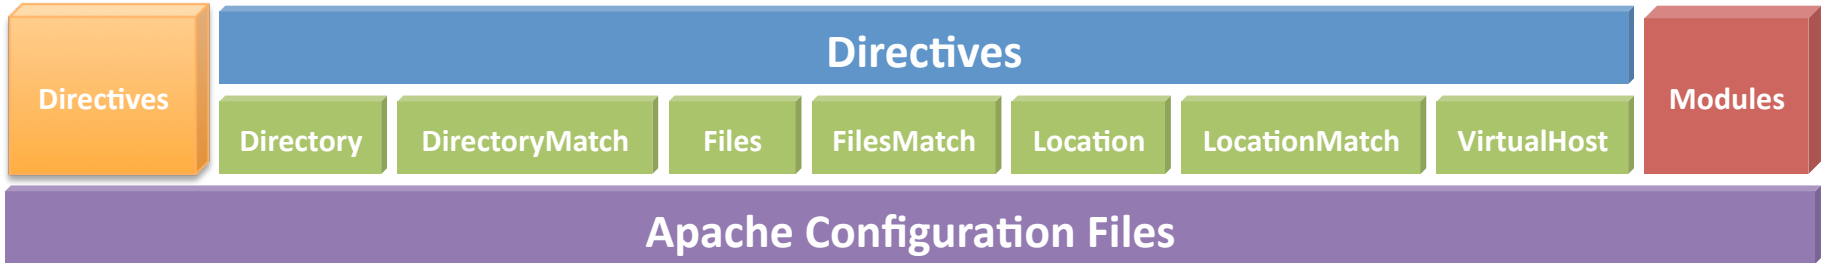 Directives
Directives
Modules
Directory
DirectoryMatch
Files
FilesMatch
Location
LocationMatch
VirtualHost
Apache Configuration Files